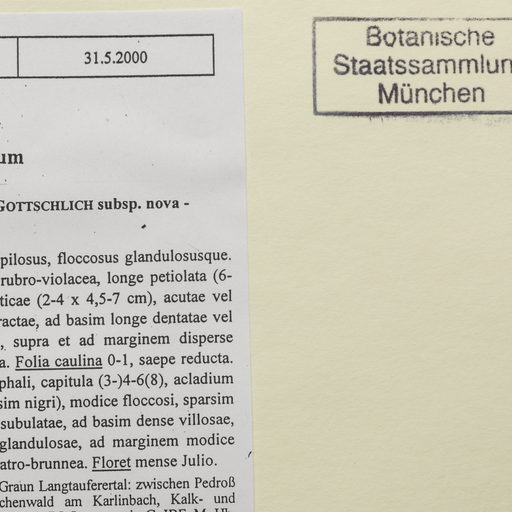 31.5.2000
Botanische
Staatssammlun
München
um
GOTTSCHLICH subsp. nova -
pilosus, floccosus glandulosusque.
rubro-violacea, longe petiolata (6-
ticae (2-4 x 4,5-7 cm), acutae vel
ractae, ad basim longe dentatae vel
, supra et ad marginem disperse
a. Folia caulina 0-1, saepe reducta.
phali, capitula (3-)4-6(8), acladium
sim nigri), modice floccosi, sparsim
subulatae, ad basim dense villosae,
glandulosae, ad marginem modice
atro-brunnea. Floret mense Julio.
Graun Langtauferertal: zwischen Pedroß
chenwald am Karlinbach, Kalk- und